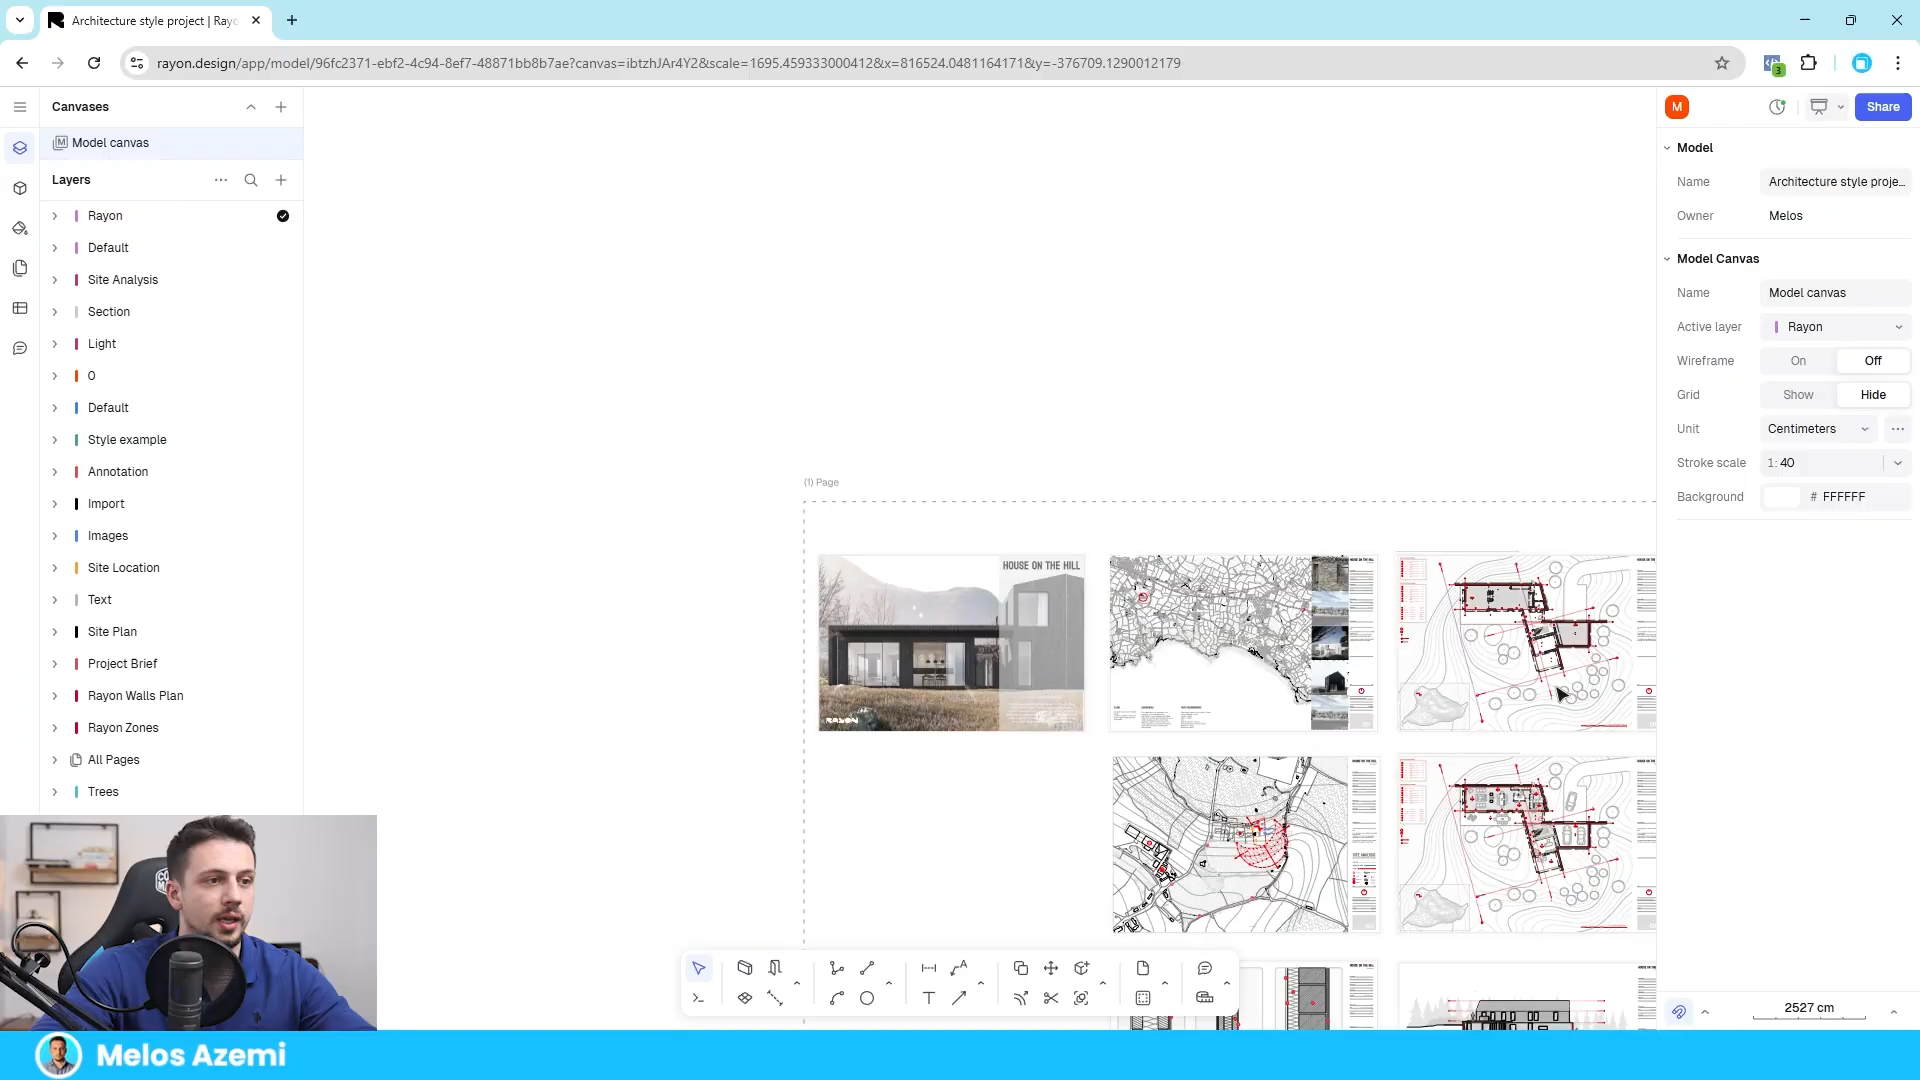 Architecture style project | Rayo
rayon.design/app/model/96fc2371-ebf2-4c94-8ef7-48871bb8b7ae?canvas=ibtzhJAr4Y2&scale=1695.459333000412&x=816524.0481164171&y=-376709.1290012179
3
Canvases
M Model canvas
Layers
Rayon
Default
Site Analysis
Section
Light
0
Default
Style example
Annotation
Import
Images
Site Location
Text
Site Plan
Project Brief
Rayon Walls Plan
Rayon Zones
All Pages
Trees
(1) Page
HOUSE ON THE HILL
RAYON
M
Share
Model
Name Architecture style proje...
Owner Melos
Model Canvas
Name Model canvas
Active layer Rayon
Wireframe On Off
Grid Show Hide
Unit Centimeters
Stroke scale 1: 40
Background # FFFFFF
2527 cm
Melos Azemi